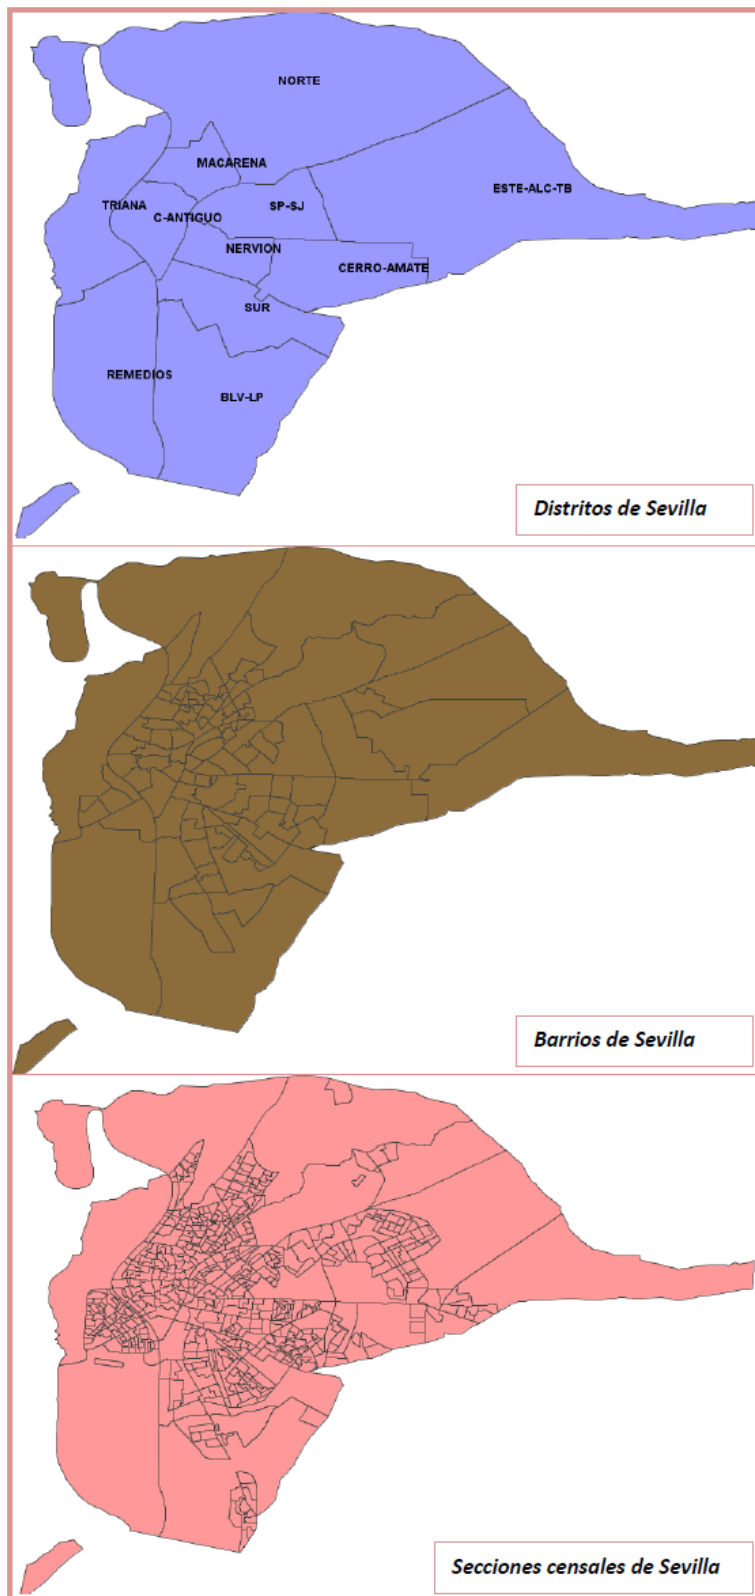 NORTE
MACARENA
ESTE-ALC-TB
TRIANA
SP-SJ
C-ANTIGUO
NERVION
CERRO-AMATE
SUR
REMEDIOS
BLV-LP
Distritos de Sevilla
Barrios de Sevilla
Secciones censales de Sevilla